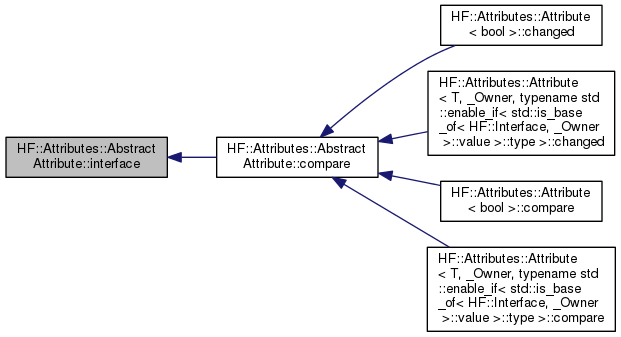 HF::Attributes::Abstract
Attribute::interface
HF::Attributes::Abstract
Attribute::compare
HF::Attributes::Attribute
< bool >::changed
HF::Attributes::Attribute
< T, _Owner, typename std
::enable_if< std::is_base
_of< HF::Interface, _Owner
>::value >::type >::changed
HF::Attributes::Attribute
< bool >::compare
HF::Attributes::Attribute
< T, _Owner, typename std
::enable_if< std::is_base
_of< HF::Interface, _Owner
>::value >::type >::compare